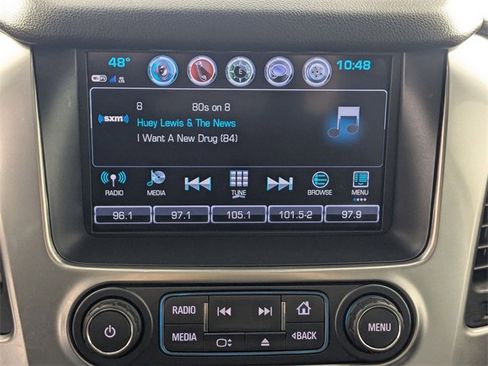 48° 10:48
8 80s on 8
sxm
Huey Lewis & The News
I Want A New Drug (84)
RADIO MEDIA TUNE BROWSE MENU
96.1 97.1 105.1 101.5-2 97.9
RADIO
MEDIA BACK
MENU